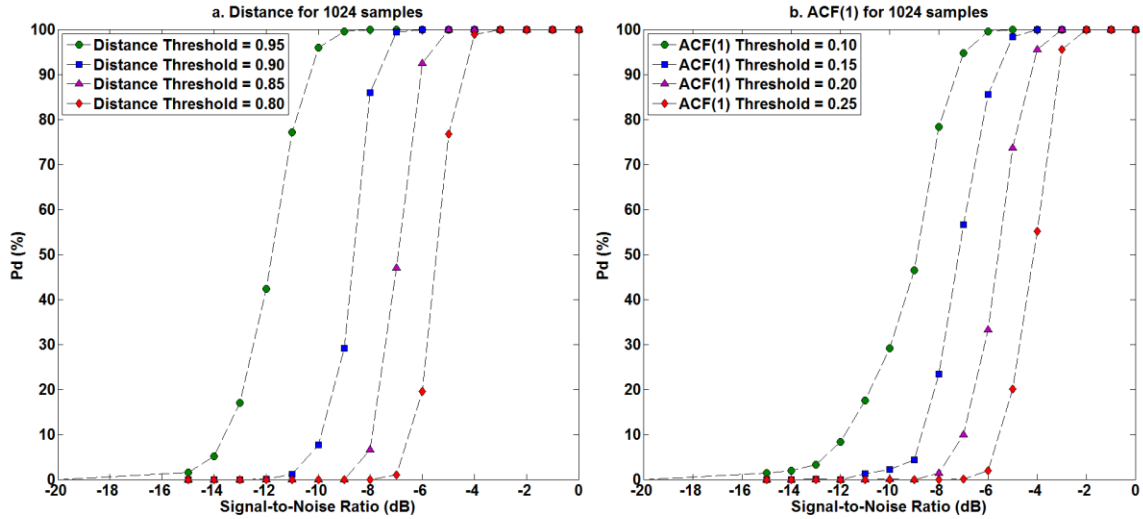 a. Distance for 1024 samples
100
90
80
70
60
50
40
30
20
10
0
Pd (%)
Distance Threshold = 0.95
Distance Threshold = 0.90
Distance Threshold = 0.85
Distance Threshold = 0.80
-20 -18 -16 -14 -12 -10 -8 -6 -4 -2 0
Signal-to-Noise Ratio (dB)
b. ACF(1) for 1024 samples
100
90
80
70
60
50
40
30
20
10
0
Pd (%)
ACF(1) Threshold = 0.10
ACF(1) Threshold = 0.15
ACF(1) Threshold = 0.20
ACF(1) Threshold = 0.25
-20 -18 -16 -14 -12 -10 -8 -6 -4 -2 0
Signal-to-Noise Ratio (dB)